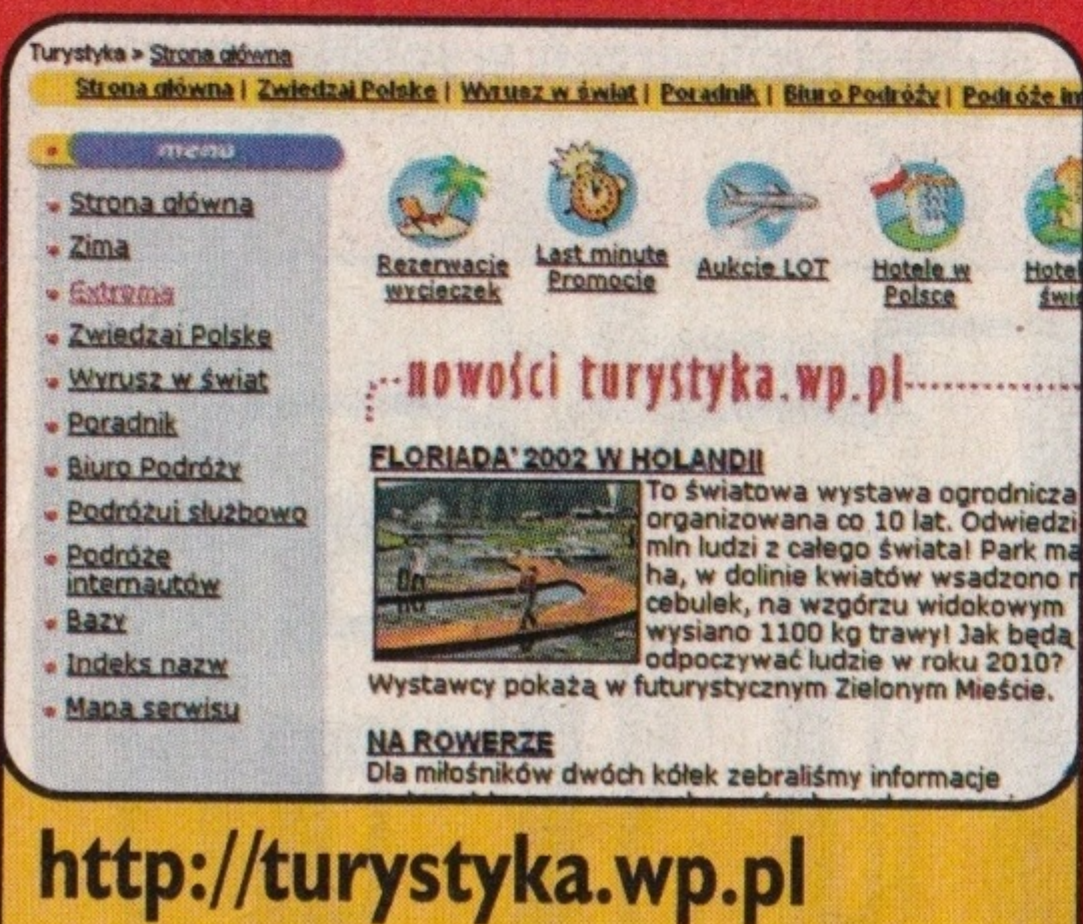 Turystyka » Strona główna
Strona główna | Zwiedzaj Polskę | Wyrusz w świat | Poradnik | Biuro Podróży | Podróże
menu
Strona główna
Zima
Extrema
Zwiedzaj Polskę
Wyrusz w świat
Poradnik
Biuro Podróży
Podróżuj służbowo
Podróże
internautów
Bazy
Indeks nazw
Mapa serwisu
Rezerwacje
wycieczek
Last minute
Promocje
Aukcje LOT
Hotele w
Polsce
nowości turystyka.wp.pl
FLORIADA' 2002 W HOLANDII
To światowa wystawa ogrodnicza
organizowana co 10 lat. Odwiedzi
mln ludzi z całego świata! Park ma
ha, w dolinie kwiatów wsadzono
cebulek, na wzgórzu widokowym
wysiano 1100 kg trawy! Jak będą
odpoczywać ludzie w roku 2010?
Wystawcy pokażą w futurystycznym Zielonym Mieście.
NA ROWERZE
Dla miłośników dwóch kółek zebraliśmy informacje
http://turystyka.wp.pl